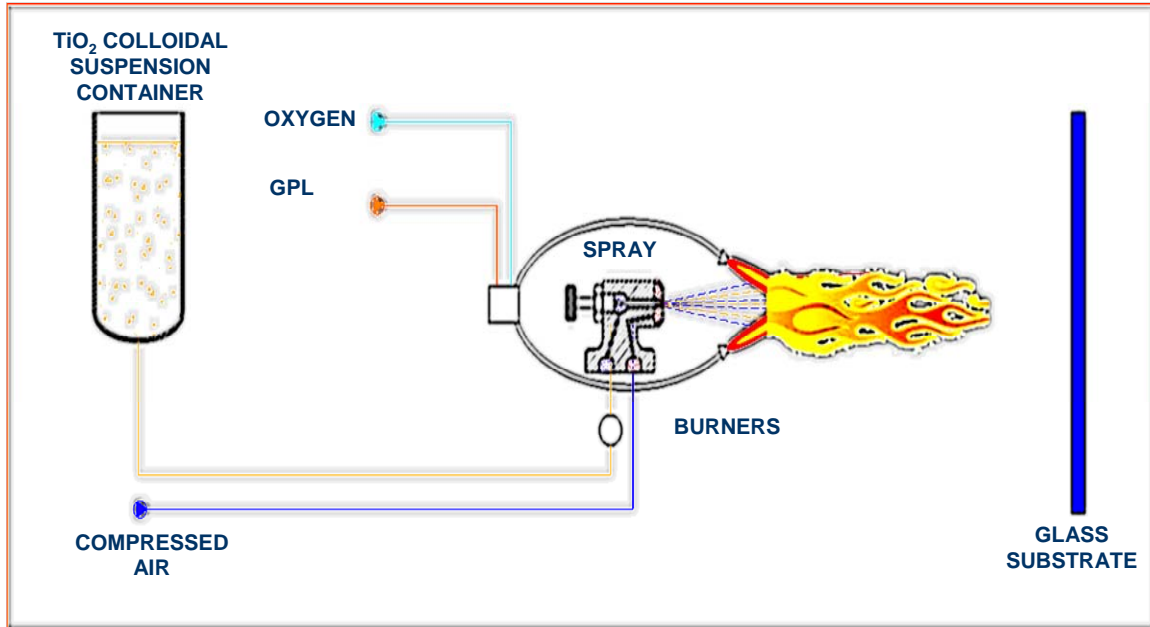 TiO₂ COLLOIDAL
SUSPENSION
CONTAINER
OXYGEN
GPL
SPRAY
BURNERS
COMPRESSED
AIR
GLASS
SUBSTRATE